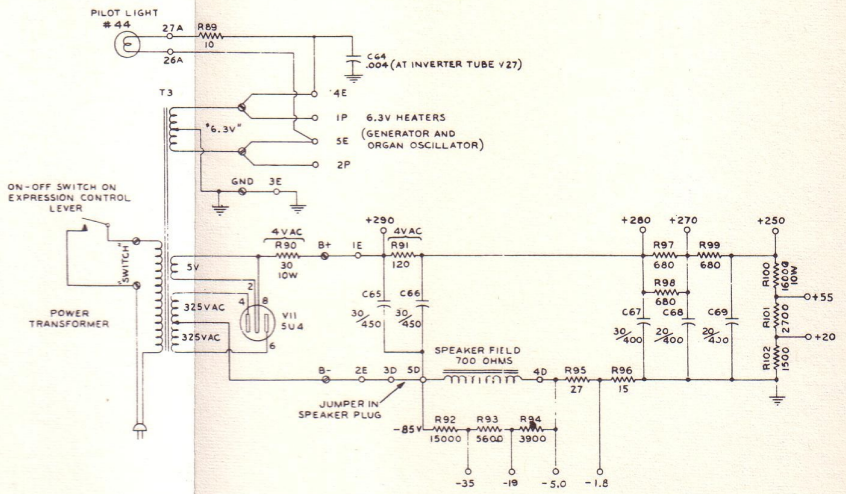 PILOT LIGHT
#44
27A
R89
10
26A
C64
.004 (AT INVERTER TUBE V27)
T3
4E
1P
6.3V HEATERS
"6.3V"
(GENERATOR AND
ORGAN OSCILLATOR)
5E
2P
GND
3E
ON-OFF SWITCH ON
EXPRESSION CONTROL
LEVER
"SWITCH"
POWER
TRANSFORMER
4VAC
R90
30
10W
B+
1E
+290
4VAC
R91
120
+280
+270
+250
R97
680
R99
680
R98
680
R100
16000
10W
+55
R101
2700
+20
R102
1500
5V
2
4
8
325VAC
325VAC
V11
5U4
6
C65
30/450
C66
30/450
C67
30/400
C68
20/400
C69
20/400
SPEAKER FIELD
700 OHMS
B-
2E
3D
5D
4D
R95
27
R96
15
JUMPER IN
SPEAKER PLUG
-85V
R92
15000
R93
5600
R94
3900
-35
-19
-5.0
-1.8